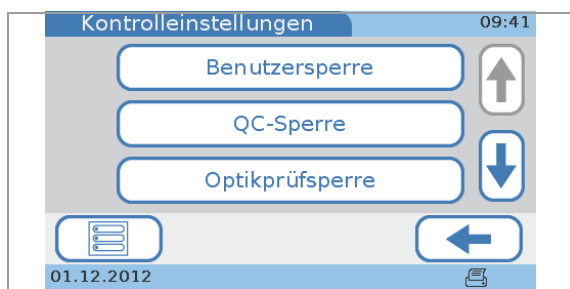 Kontrolleinstellungen 09:41
Benutzersperre
QC-Sperre
Optikprüfsperre
01.12.2012